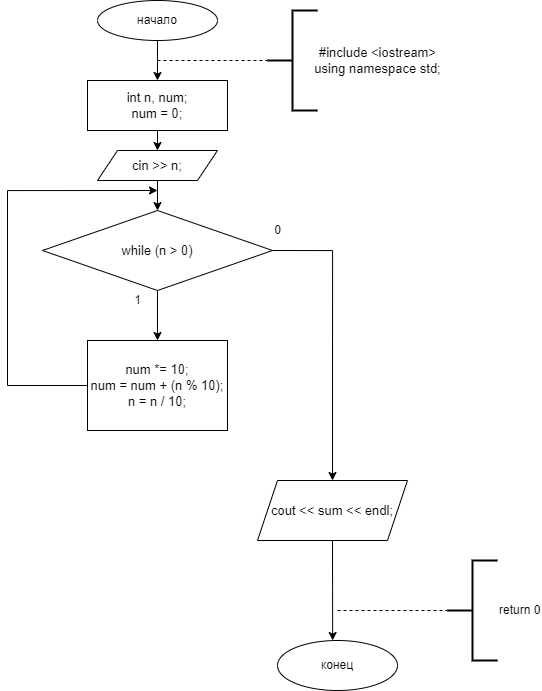 начало
#include <iostream>
using namespace std;
int n, num;
num = 0;
cin >> n;
while (n > 0)
0
1
num *= 10;
num = num + (n % 10);
n = n / 10;
cout << sum << endl;
return 0
конец